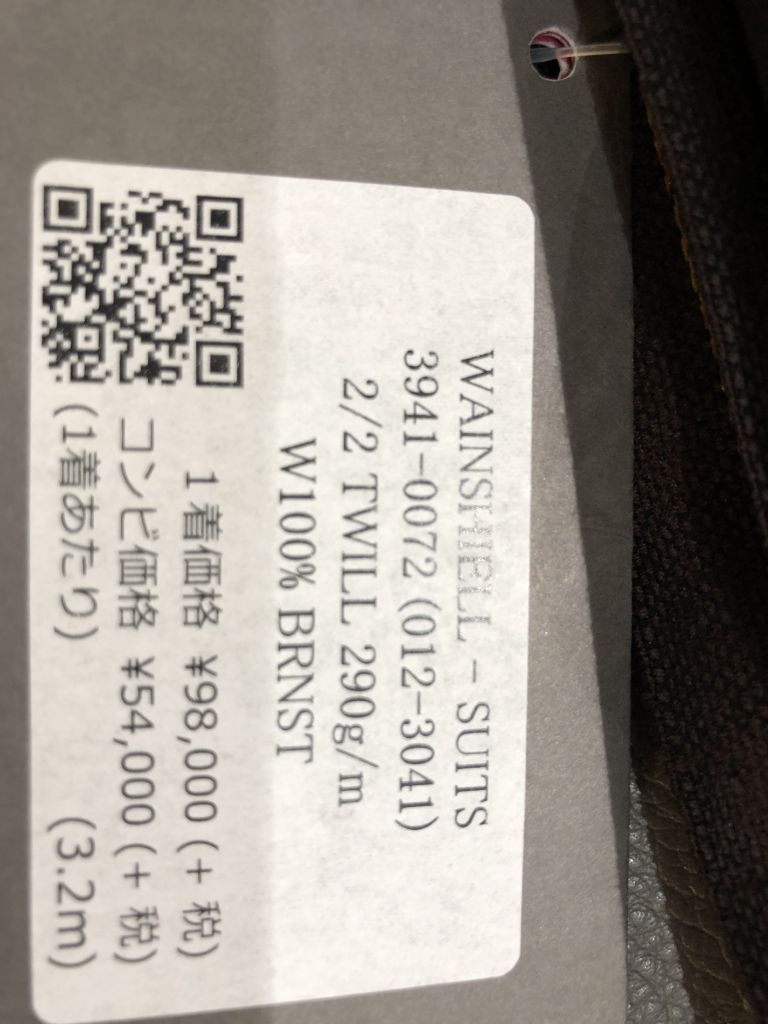 WAINSHIELL - SUITS
3941-0072 (012-3041)
2/2 TWILL 290g/m
W100% BRNST
1着価格 ¥98,000 (+ 税)
コンビ価格 ¥54,000 (+ 税)
(1着あたり) (3.2m)